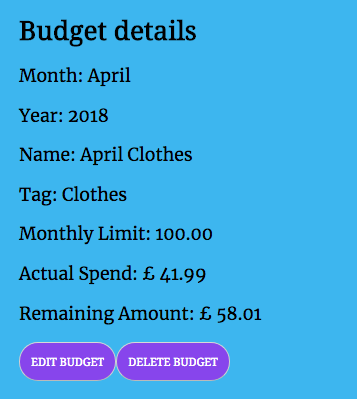 Budget details
Month: April
Year: 2018
Name: April Clothes
Tag: Clothes
Monthly Limit: 100.00
Actual Spend: £ 41.99
Remaining Amount: £ 58.01
EDIT BUDGET DELETE BUDGET